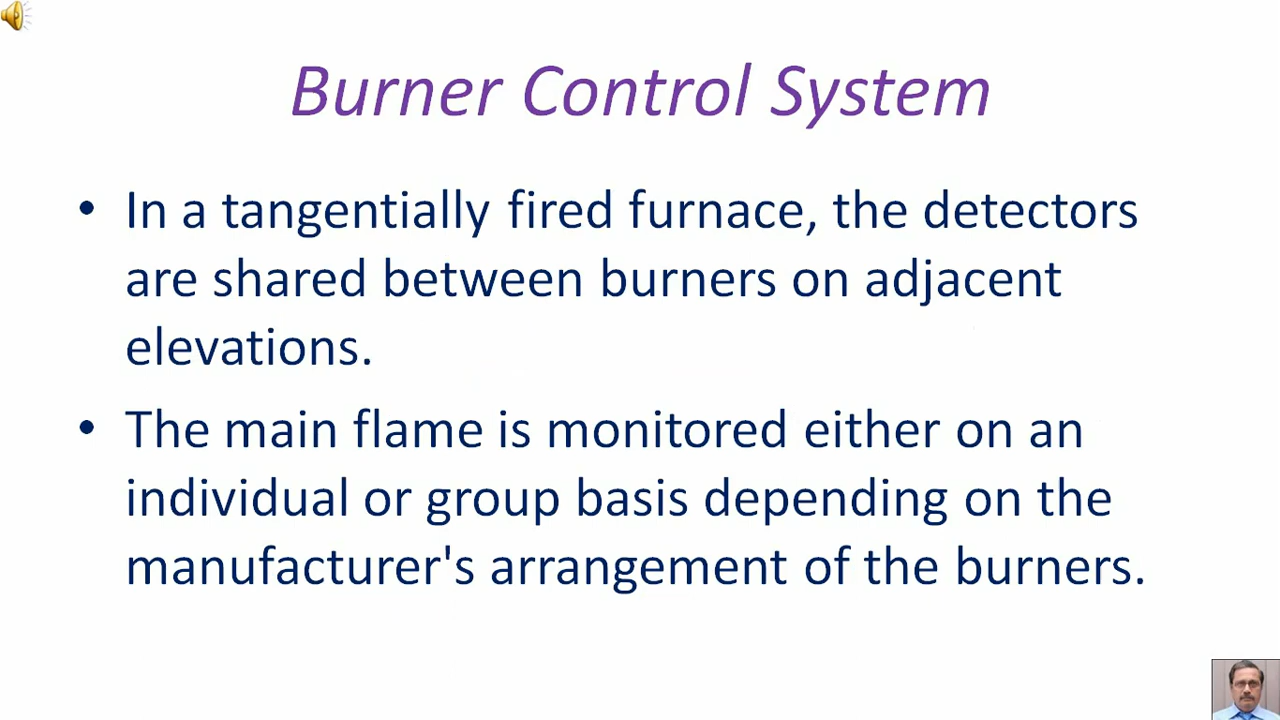 Burner Control System
• In a tangentially fired furnace, the detectors
are shared between burners on adjacent
elevations.
• The main flame is monitored either on an
individual or group basis depending on the
manufacturer's arrangement of the burners.